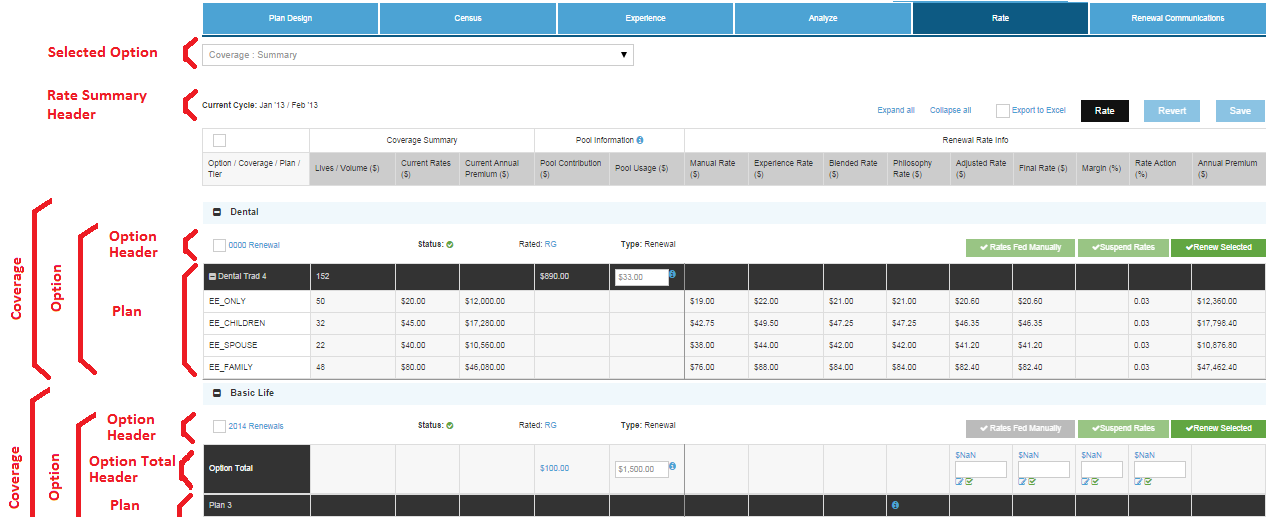 Plan Design Census Experience Analyze Rate Renewal Communications
Selected Option
Coverage : Summary
Rate Summary
Header
Current Cycle: Jan '13 / Feb '13
Expand all Collapse all Export to Excel Rate Revert Save
Coverage Summary Pool Information Renewal Rate Info
Option / Coverage / Plan /
Tier
Lives / Volume ($)
Current Rates
($)
Current Annual
Premium ($)
Pool Contribution
($)
Pool Usage ($)
Manual Rate
($)
Experience Rate
($)
Blended Rate
($)
Philosophy
Rate ($)
Adjusted Rate
($)
Final Rate ($)
Margin (%)
Rate Action
(%)
Annual Premium
($)
Coverage
Option
Dental
Option
Header
0000 Renewal Status: Rated: RG Type: Renewal Rates Fed Manually Suspend Rates Renew Selected
Plan
Dental Trad 4 152 $890.00 $33.00
EE_ONLY 50 $20.00 $12,000.00 $19.00 $22.00 $21.00 $21.00 $20.60 $20.60 0.03 $12,360.00
EE_CHILDREN 32 $45.00 $17,280.00 $42.75 $49.50 $47.25 $47.25 $46.35 $46.35 0.03 $17,798.40
EE_SPOUSE 22 $40.00 $10,560.00 $38.00 $44.00 $42.00 $42.00 $41.20 $41.20 0.03 $10,876.80
EE_FAMILY 48 $80.00 $46,080.00 $76.00 $88.00 $84.00 $84.00 $82.40 $82.40 0.03 $47,462.40
Coverage
Option
Basic Life
Option
Header
2014 Renewals Status: Rated: RG Type: Renewal Rates Fed Manually Suspend Rates Renew Selected
Option Total
Header
$NaN $NaN $NaN $NaN
Option Total $100.00 $1,500.00
Plan
Plan 3